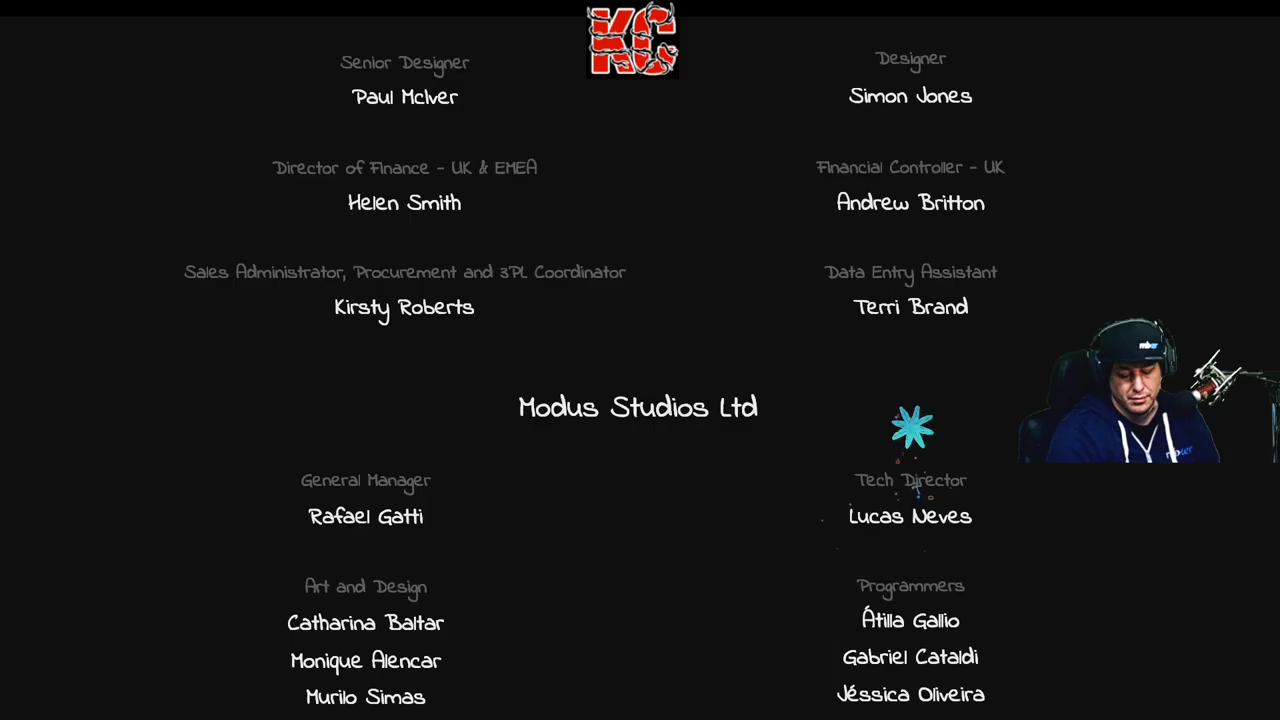 KC
Senior Designer
Paul McIver
Designer
Simon Jones
Director of Finance - UK & EMEA
Helen Smith
Financial Controller - UK
Andrew Britton
Sales Administrator, Procurement and 3PL Coordinator
Kirsty Roberts
Data Entry Assistant
Terri Brand
Modus Studios Ltd
General Manager
Rafael Gatti
Tech Director
Lucas Neves
Art and Design
Catharina Baltar
Monique Alencar
Murilo Simas
Programmers
Átilla Gallio
Gabriel Cataldi
Jéssica Oliveira
mixer
mixer